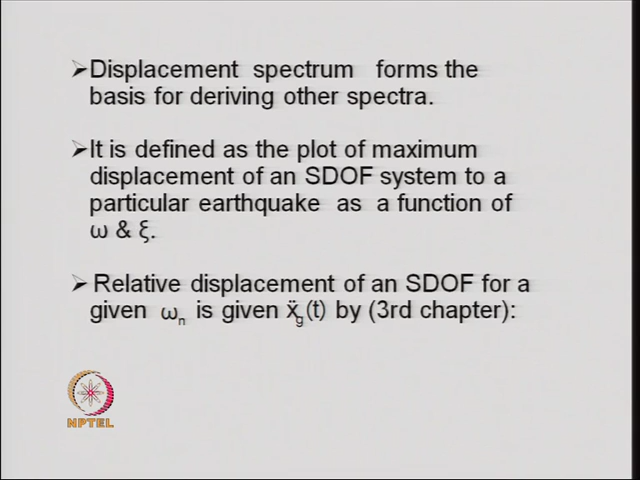 ➤Displacement spectrum forms the
basis for deriving other spectra.
➤It is defined as the plot of maximum
displacement of an SDOF system to a
particular earthquake as a function of
ω & ξ.
➤ Relative displacement of an SDOF for a
given ωₙ is given ẍg(t) by (3rd chapter):
NPTEL